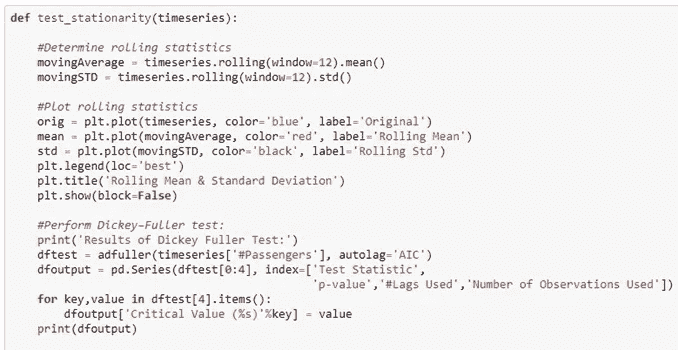 def test_stationarity(timeseries):
#Determine rolling statistics
movingAverage = timeseries.rolling(window=12).mean()
movingSTD = timeseries.rolling(window=12).std()
#Plot rolling statistics
orig = plt.plot(timeseries, color='blue', label='Original')
mean = plt.plot(movingAverage, color='red', label='Rolling Mean')
std = plt.plot(movingSTD, color='black', label='Rolling Std')
plt.legend(loc='best')
plt.title('Rolling Mean & Standard Deviation')
plt.show(block=False)
#Perform Dickey–Fuller test:
print('Results of Dickey Fuller Test:')
dftest = adfuller(timeseries['#Passengers'], autolag='AIC')
dfoutput = pd.Series(dftest[0:4], index=['Test Statistic',
'p-value','#Lags Used','Number of Observations Used'])
for key,value in dftest[4].items():
dfoutput['Critical Value (%s)'%key] = value
print(dfoutput)